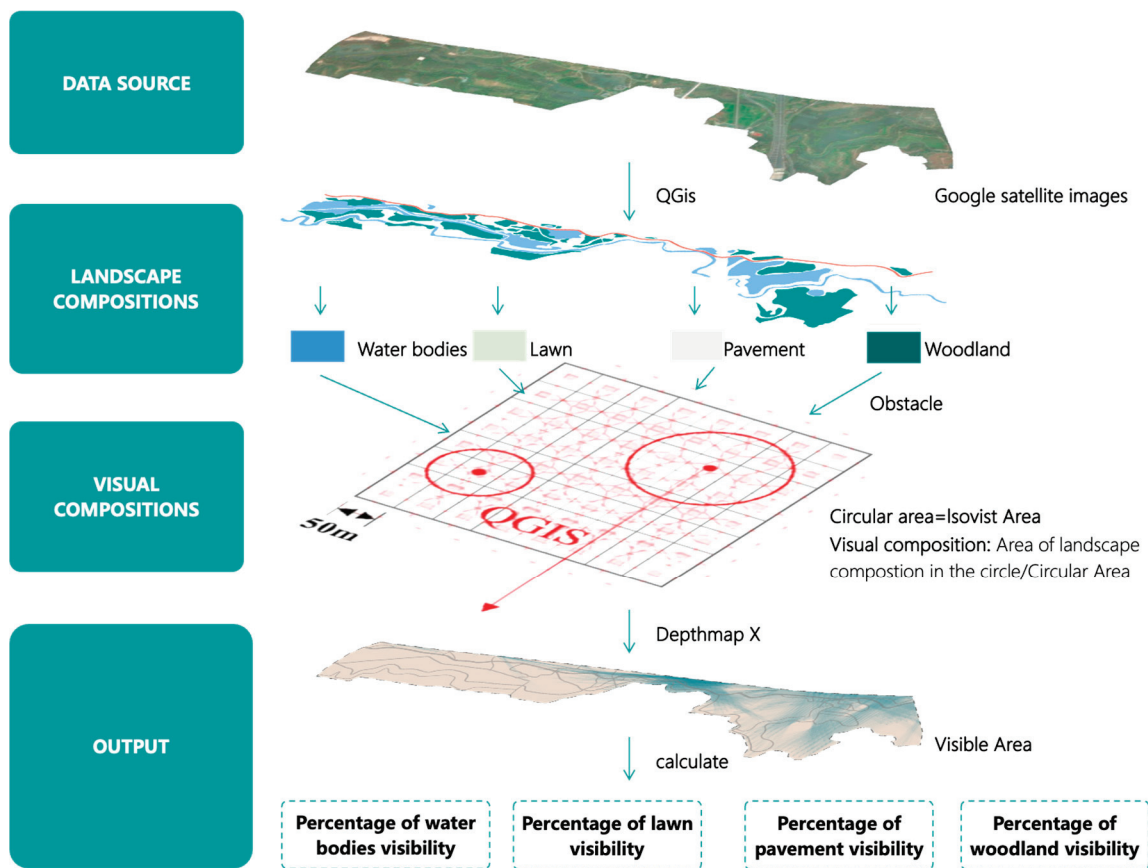 DATA SOURCE
QGis
Google satellite images
LANDSCAPE
COMPOSITIONS
Water bodies
Lawn
Pavement
Woodland
Obstacle
VISUAL
COMPOSITIONS
50m
QGIS
Circular area=Isovist Area
Visual composition: Area of landscape
compostion in the circle/Circular Area
Depthmap X
OUTPUT
Visible Area
calculate
Percentage of water
bodies visibility
Percentage of lawn
visibility
Percentage of
pavement visibility
Percentage of
woodland visibility